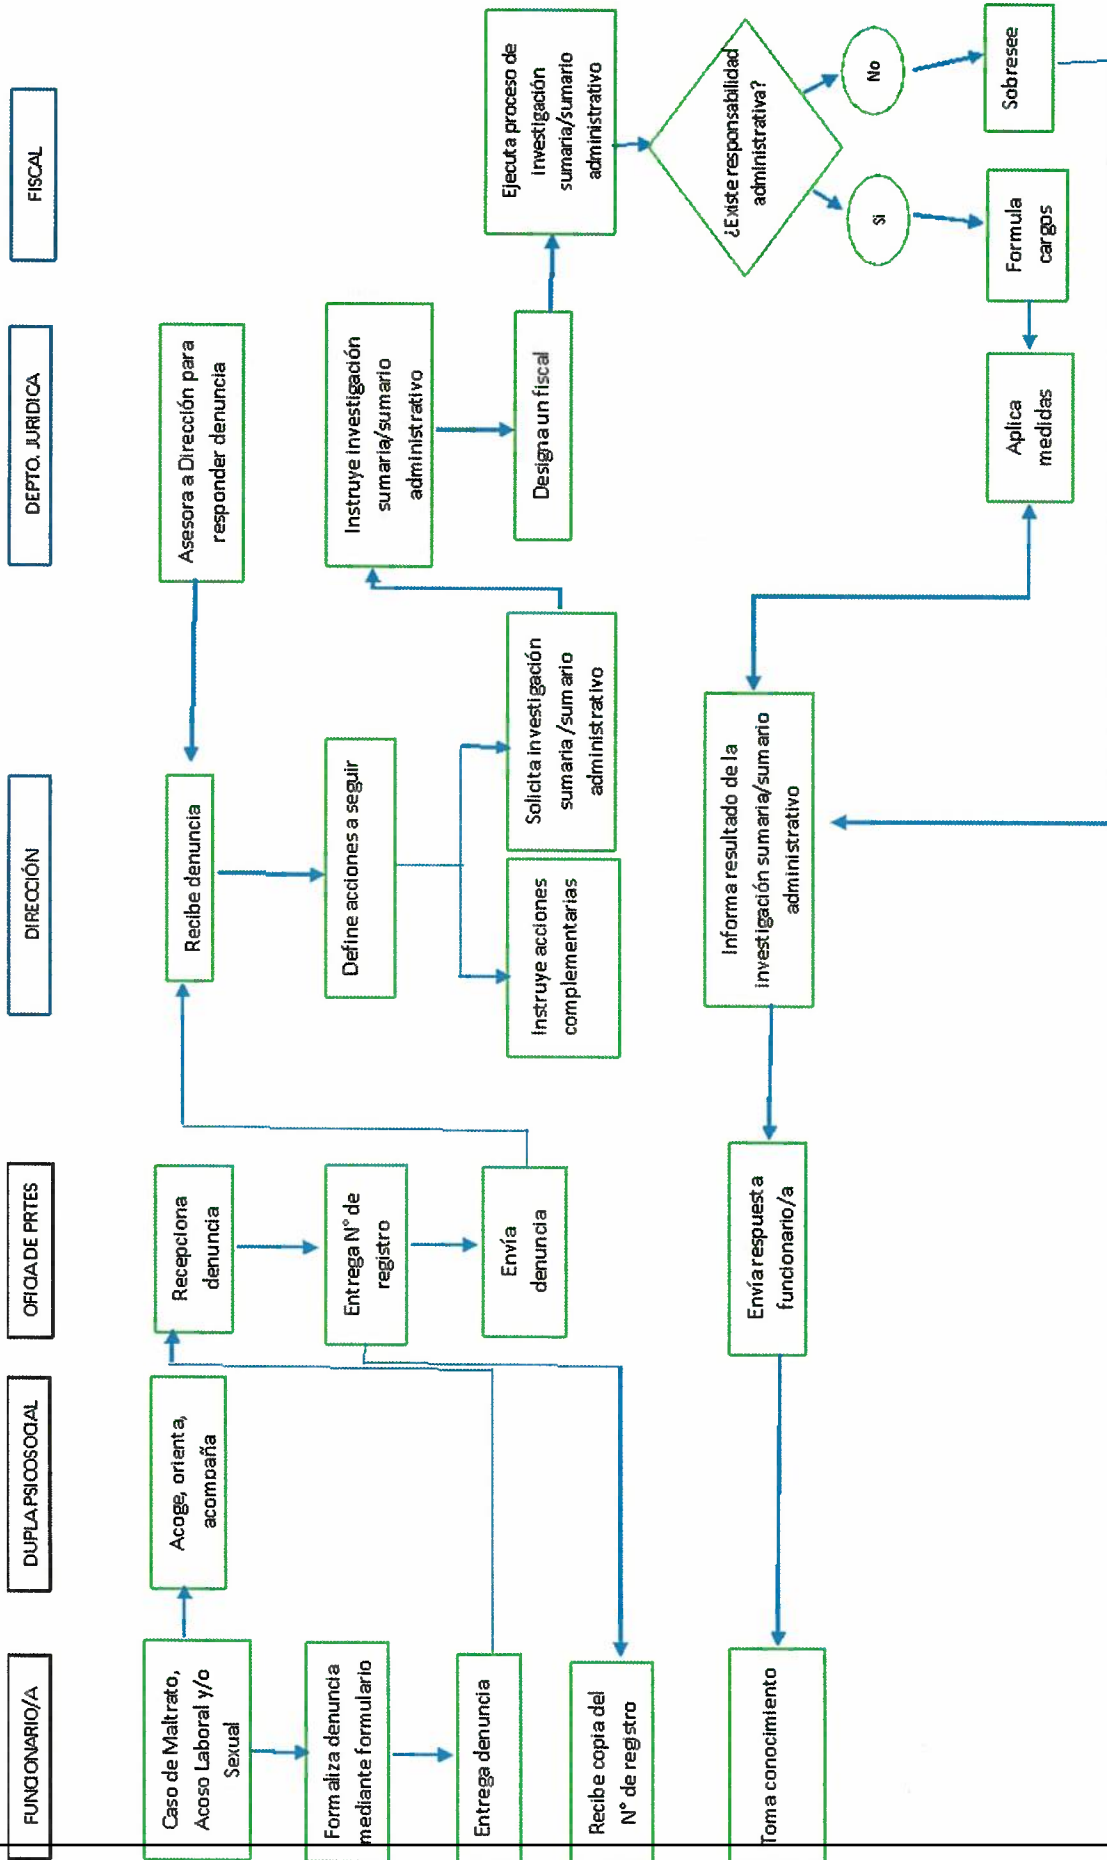 FUNCIONARIO/A
DUPLA PSICOSOCIAL
OFICIA DE PRTES
DIRECCIÓN
DEPTO. JURIDICA
FISCAL
Caso de Maltrato,
Acoso Laboral y/o
Sexual
Acoge, orienta,
acompaña
Recepciona
denuncia
Recibe denuncia
Asesora a Dirección para
responder denuncia
Formaliza denuncia
mediante formulario
Entrega N° de
registro
Define acciones a seguir
Instruye investigación
sumaria/sumario
administrativo
Entrega denuncia
Envía
denuncia
Instruye acciones
complementarias
Solicita investigación
sumaria /sumario
administrativo
Designa un fiscal
Ejecuta proceso de
investigación
sumaria/sumario
administrativo
Recibe copia del
N° de registro
¿Existe responsabilidad
administrativa?
Toma conocimiento
Envía respuesta
funcionario/a
Informa resultado de la
investigación sumaria/sumario
administrativo
Si
No
Aplica
medidas
Formula
cargos
Sobresee